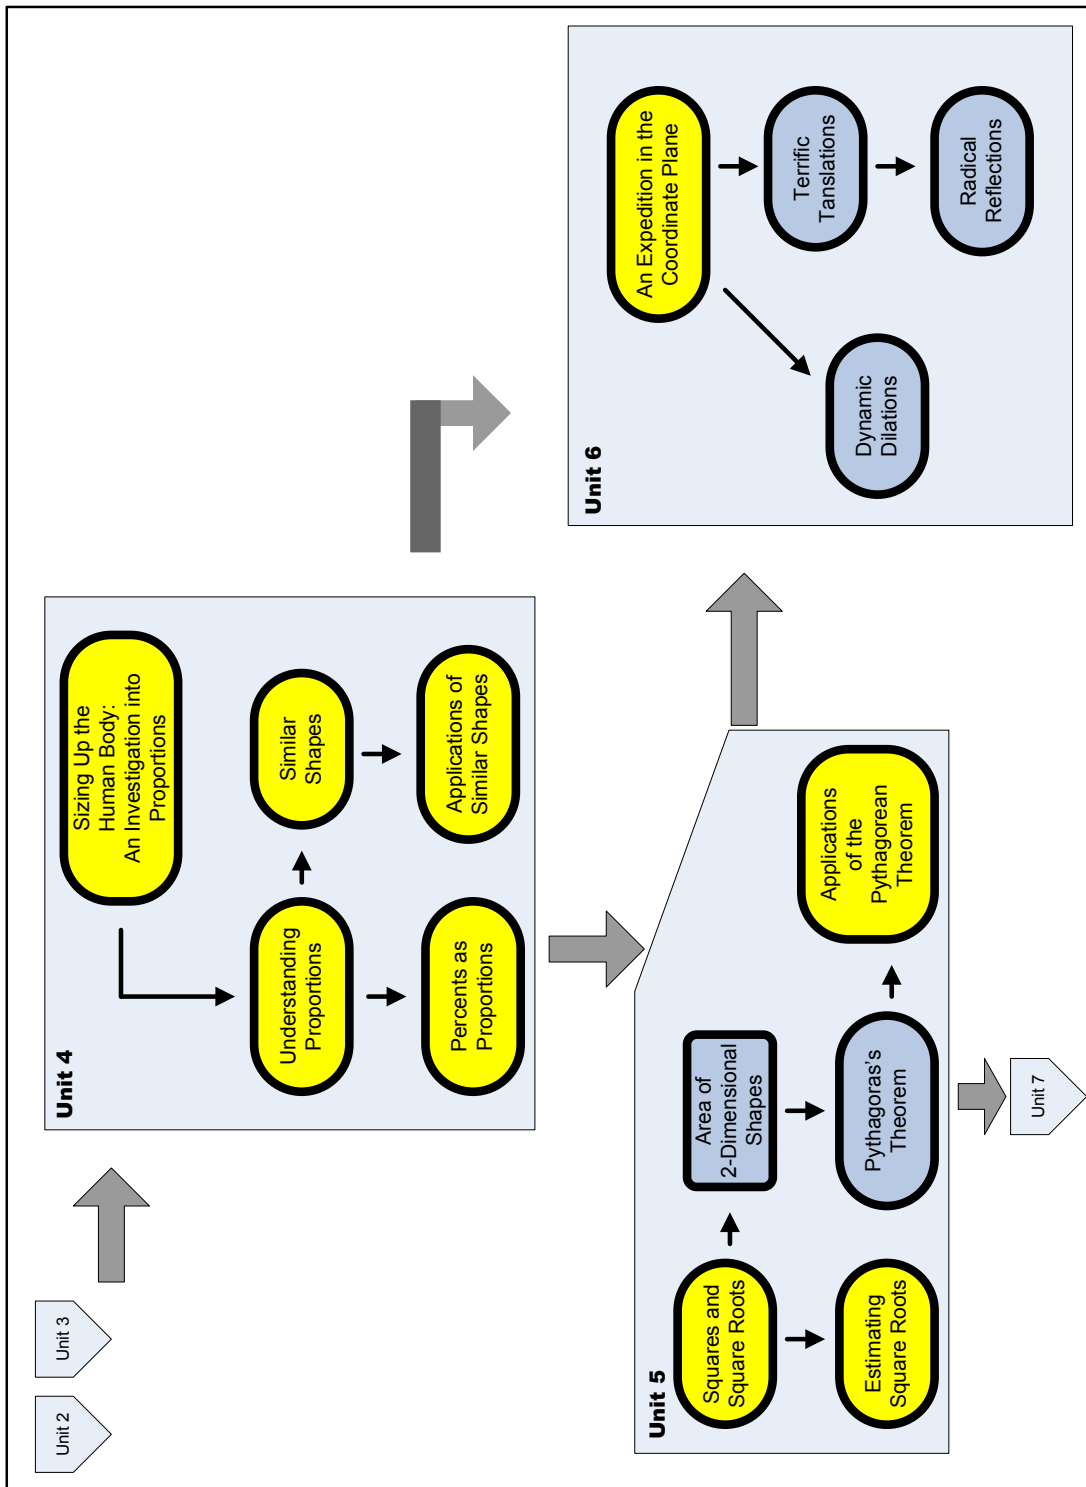 Unit 2
Unit 3
Unit 4
Sizing Up the
Human Body:
An Investigation into
Proportions
Understanding
Proportions
Similar
Shapes
Percents as
Proportions
Applications of
Similar Shapes
Unit 5
Squares and
Square Roots
Area of
2-Dimensional
Shapes
Estimating
Square Roots
Pythagoras's
Theorem
Applications
of the
Pythagorean
Theorem
Unit 7
Unit 6
An Expedition in the
Coordinate Plane
Dynamic
Dilations
Terrific
Tanslations
Radical
Reflections